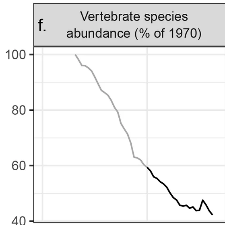 f.
Vertebrate species
abundance (% of 1970)
100
80
60
40